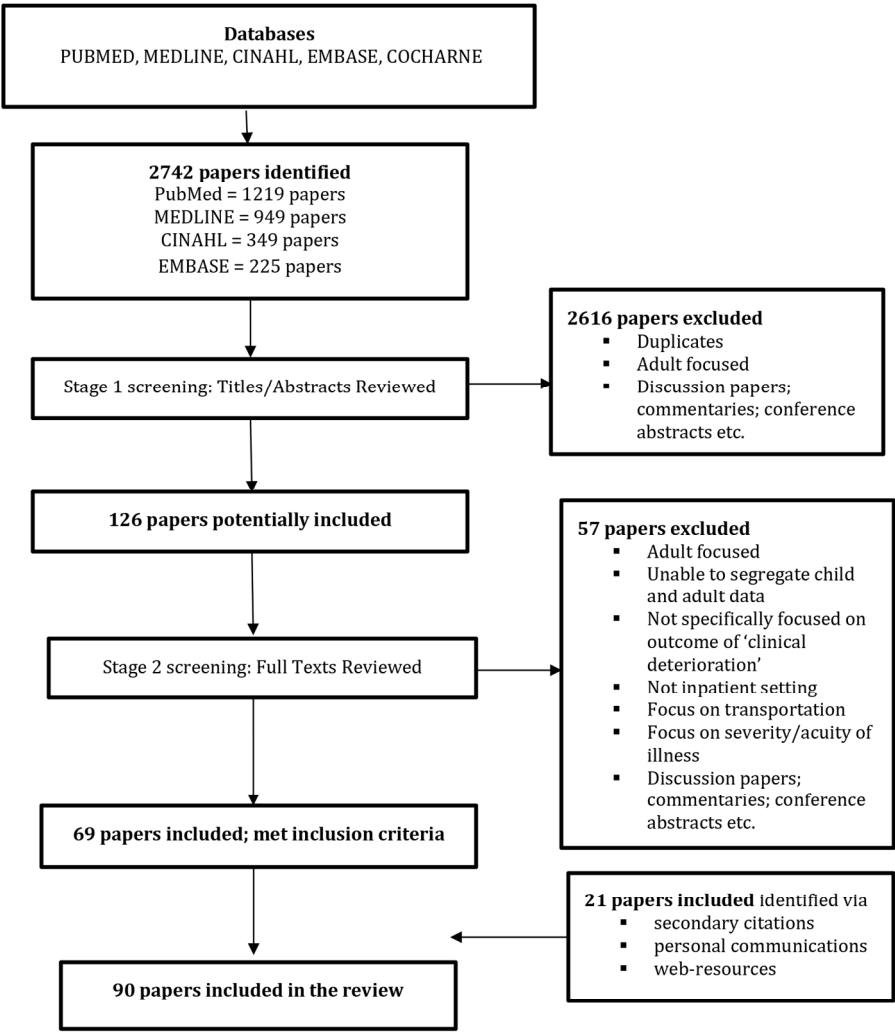 Databases
PUBMED, MEDLINE, CINAHL, EMBASE, COCHARNE
2742 papers identified
PubMed = 1219 papers
MEDLINE = 949 papers
CINAHL = 349 papers
EMBASE = 225 papers
2616 papers excluded
▪ Duplicates
▪ Adult focused
▪ Discussion papers;
commentaries; conference
abstracts etc.
Stage 1 screening: Titles/Abstracts Reviewed
126 papers potentially included
57 papers excluded
▪ Adult focused
▪ Unable to segregate child
and adult data
▪ Not specifically focused on
outcome of ‘clinical
deterioration’
▪ Not inpatient setting
▪ Focus on transportation
▪ Focus on severity/acuity of
illness
▪ Discussion papers;
commentaries; conference
abstracts etc.
Stage 2 screening: Full Texts Reviewed
69 papers included; met inclusion criteria
21 papers included identified via
▪ secondary citations
▪ personal communications
▪ web-resources
90 papers included in the review